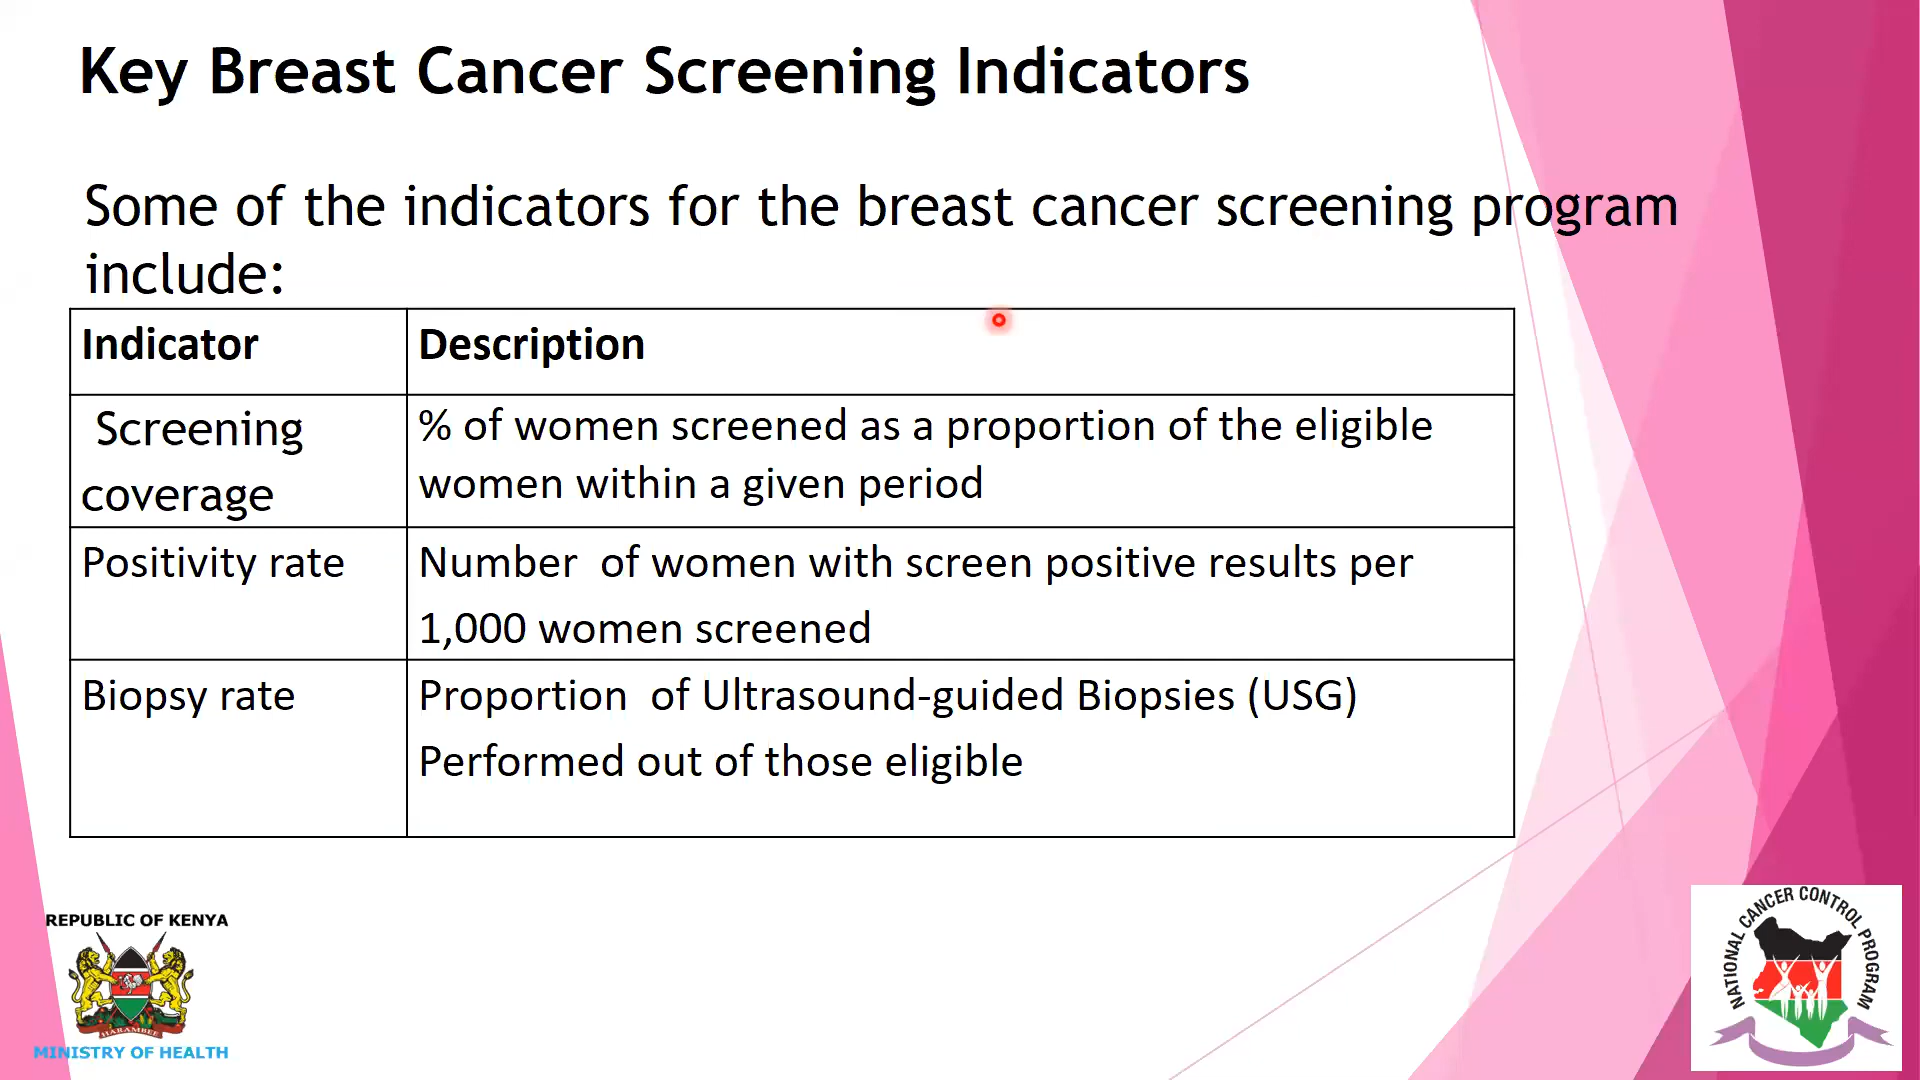 Key Breast Cancer Screening Indicators
Some of the indicators for the breast cancer screening program
include:
Indicator
Description
Screening
coverage
% of women screened as a proportion of the eligible
women within a given period
Positivity rate
Number of women with screen positive results per
1,000 women screened
Biopsy rate
Proportion of Ultrasound-guided Biopsies (USG)
Performed out of those eligible
REPUBLIC OF KENYA
HARAMBEE
MINISTRY OF HEALTH
NATIONAL CANCER CONTROL PROGRAM